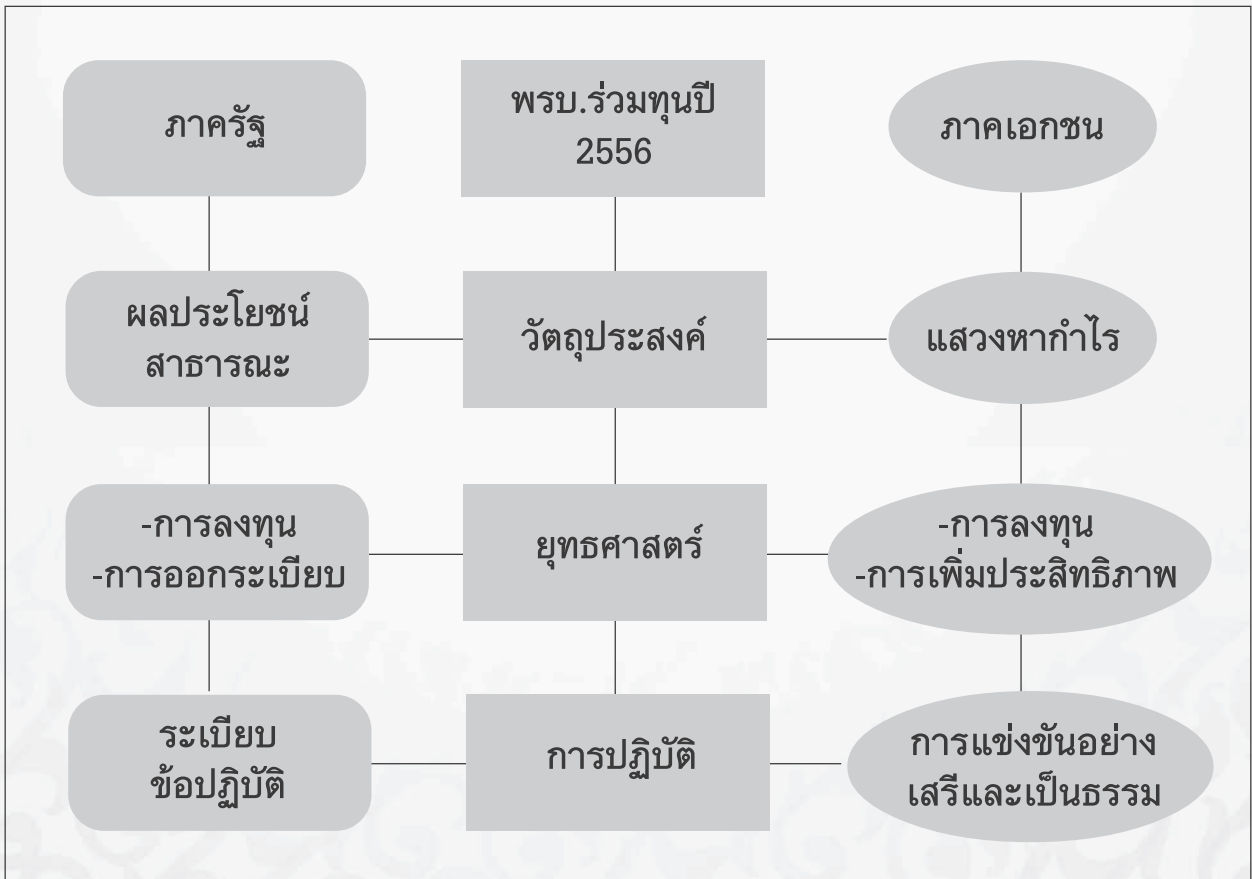 ภาครัฐ
พรบ.ร่วมทุนปี
2556
ภาคเอกชน
ผลประโยชน์
สาธารณะ
วัตถุประสงค์
แสวงหากำไร
-การลงทุน
-การออกระเบียบ
ยุทธศาสตร์
-การลงทุน
-การเพิ่มประสิทธิภาพ
ระเบียบ
ข้อปฏิบัติ
การปฏิบัติ
การแข่งขันอย่าง
เสรีและเป็นธรรม